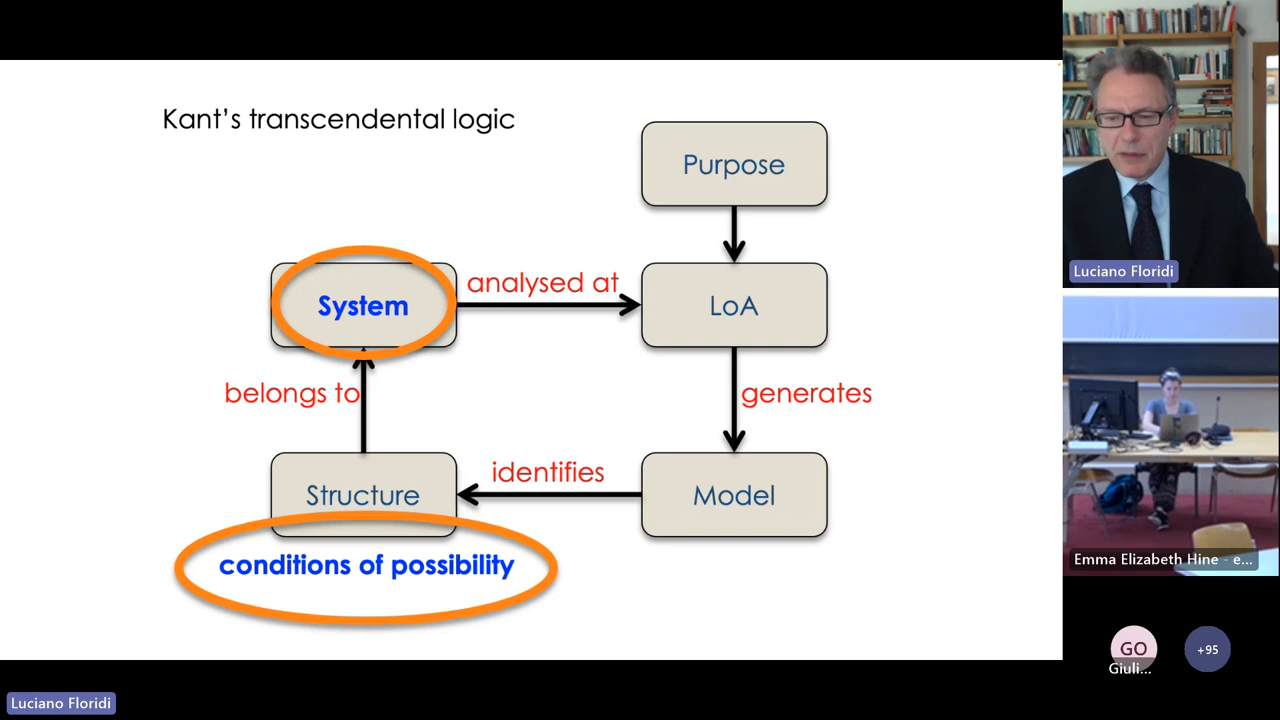 Kant's transcendental logic
Purpose
System
analysed at
LoA
belongs to
generates
Structure
identifies
Model
conditions of possibility
Luciano Floridi
Emma Elizabeth Hine - e...
GO
Giuli...
+95
Luciano Floridi